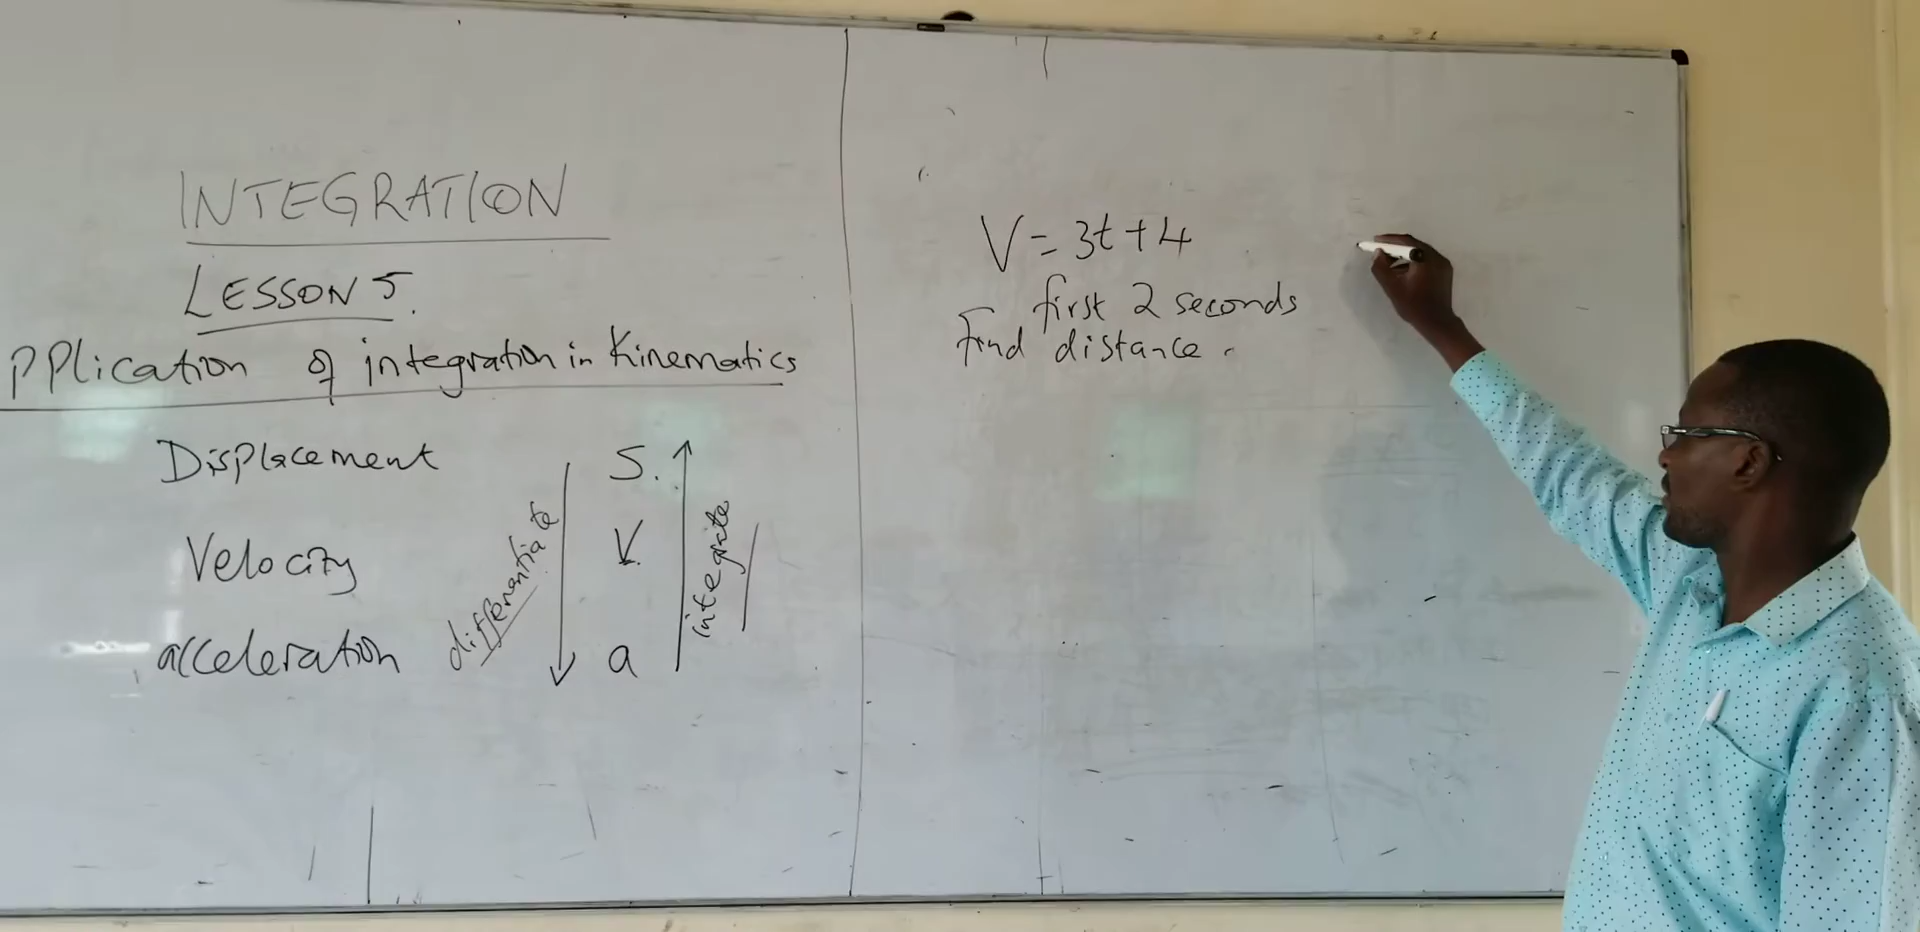 INTEGRATION
LESSON 5.
pplication of integration in Kinematics
Displacement S.
Velocity V
acceleration a
differentiate
integrate
V = 3t + 4
first 2 seconds
Find distance.